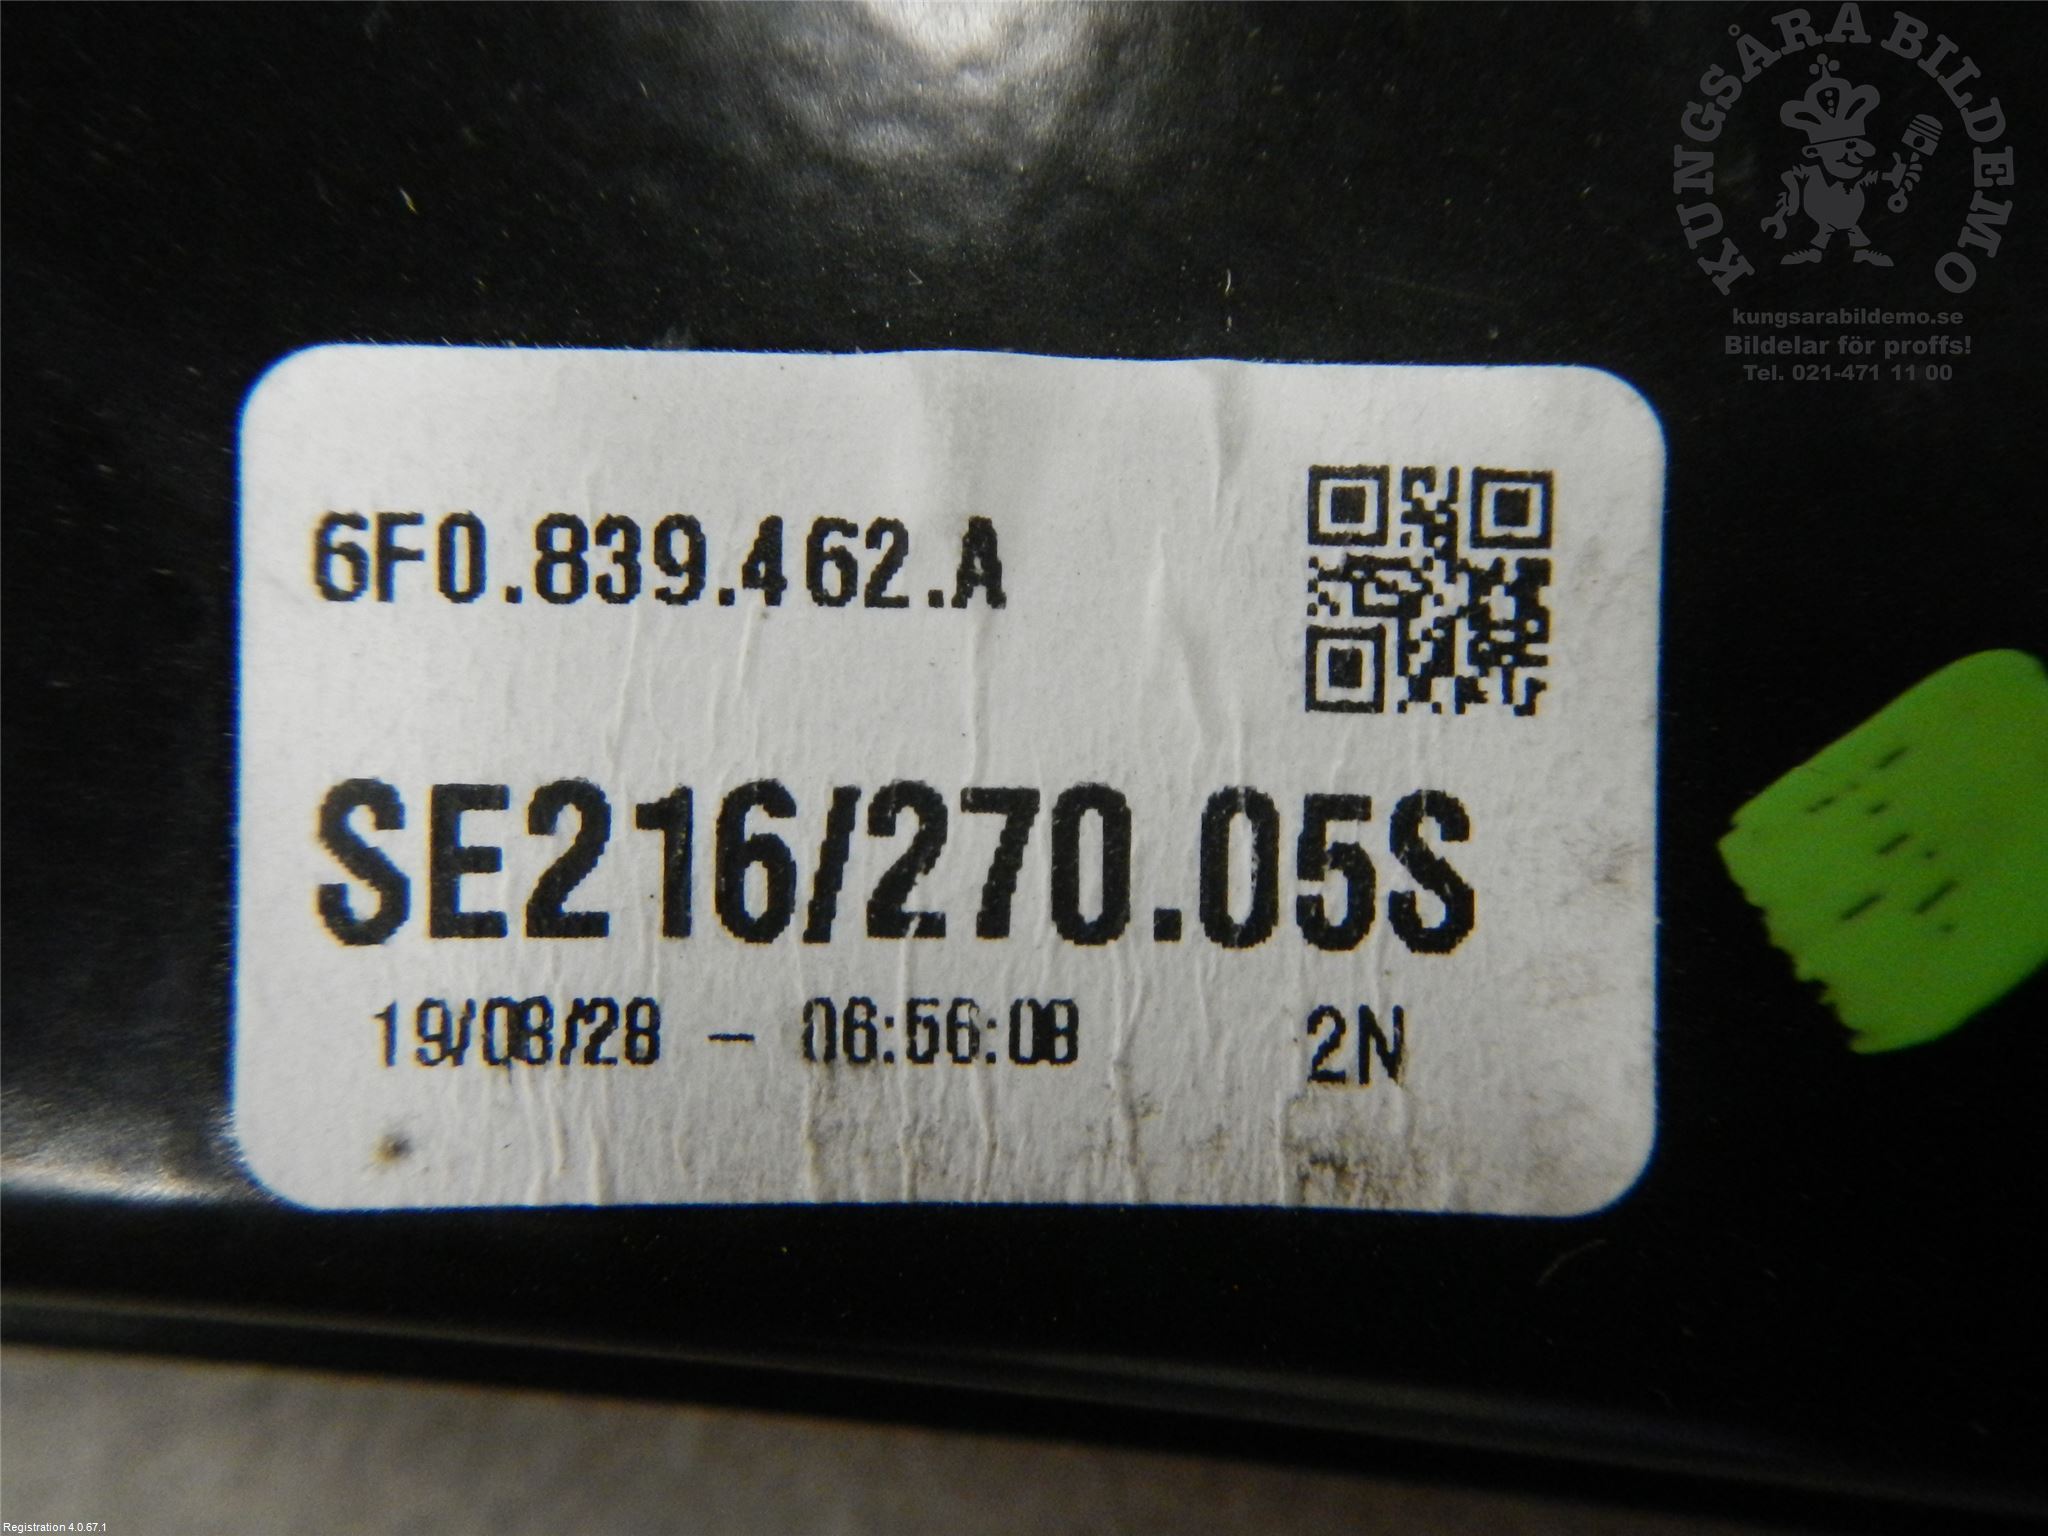 KUNGSÅRA BILDEMO
kungsarabildemo.se
Bildelar för proffs!
Tel. 021-471 11 00
6F0.839.462.A
SE216/270.05S
19/08/28 - 06:56:08 2N
Registration 4.0.67.1